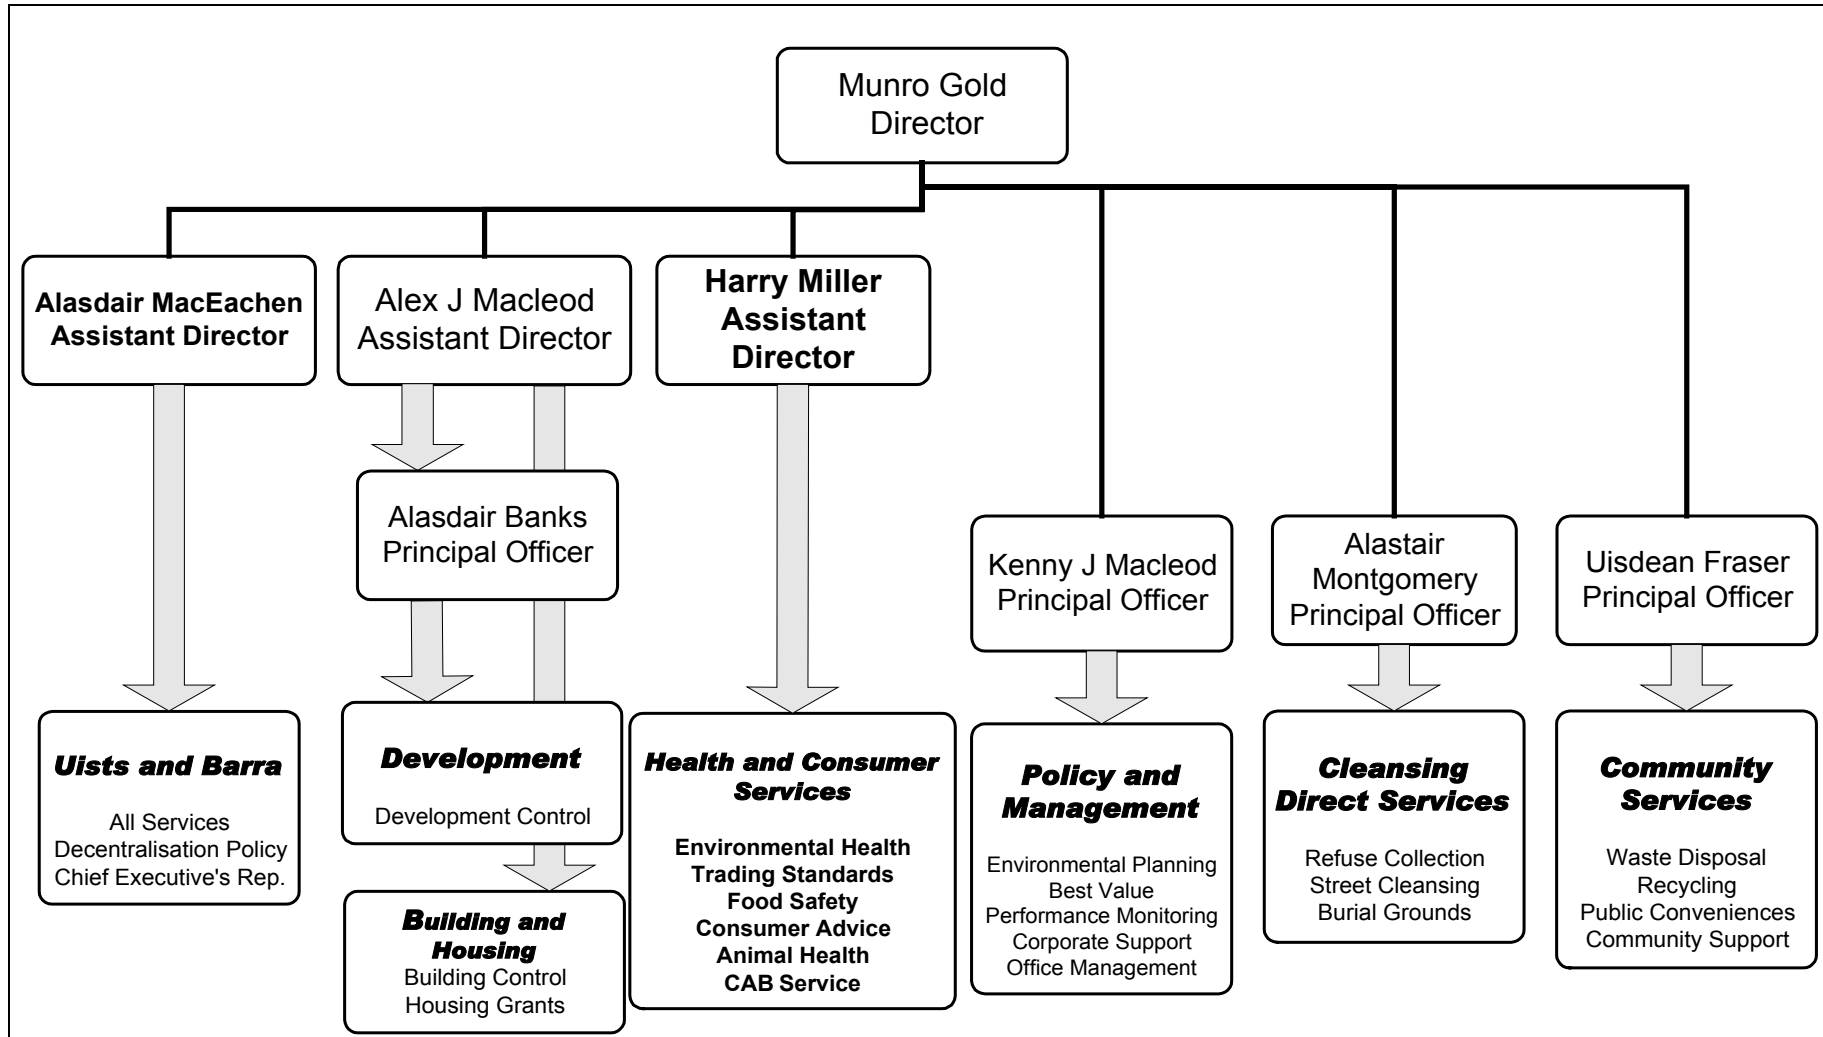 Munro Gold
Director
Alasdair MacEachen
Assistant Director
Alex J Macleod
Assistant Director
Harry Miller
Assistant
Director
Alasdair Banks
Principal Officer
Kenny J Macleod
Principal Officer
Alastair
Montgomery
Principal Officer
Uisdean Fraser
Principal Officer
Uists and Barra
All Services
Decentralisation Policy
Chief Executive's Rep.
Development
Development Control
Building and
Housing
Building Control
Housing Grants
Health and Consumer
Services
Environmental Health
Trading Standards
Food Safety
Consumer Advice
Animal Health
CAB Service
Policy and
Management
Environmental Planning
Best Value
Performance Monitoring
Corporate Support
Office Management
Cleansing
Direct Services
Refuse Collection
Street Cleansing
Burial Grounds
Community
Services
Waste Disposal
Recycling
Public Conveniences
Community Support